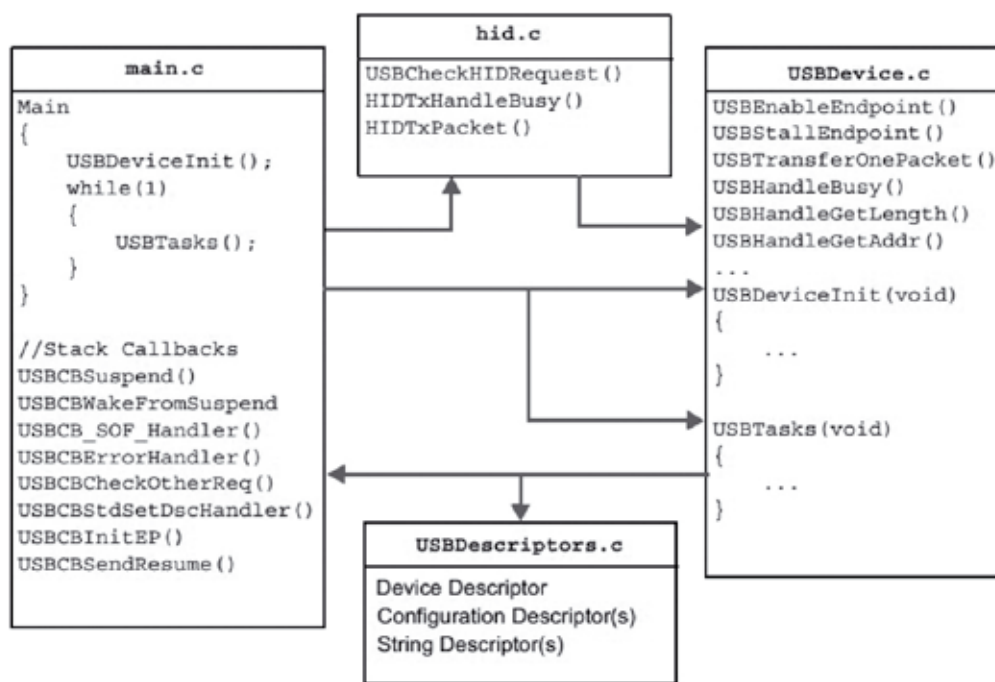 main.c
Main
{
USBDeviceInit();
while(1)
{
USBTasks();
}
}
//Stack Callbacks
USBCBSuspend()
USBCBWakeFromSuspend
USBCB_SOF_Handler()
USBCBErrorHandler()
USBCBCheckOtherReq()
USBCBStdSetDscHandler()
USBCBInitEP()
USBCBSendResume()
hid.c
USBCheckHIDRequest()
HIDTxHandleBusy()
HIDTxPacket()
USBDevice.c
USBEnableEndpoint()
USBStallEndpoint()
USBTransferOnePacket()
USBHandleBusy()
USBHandleGetLength()
USBHandleGetAddr()
...
USBDeviceInit(void)
{
...
}
USBTasks(void)
{
...
}
USBDescriptors.c
Device Descriptor
Configuration Descriptor(s)
String Descriptor(s)